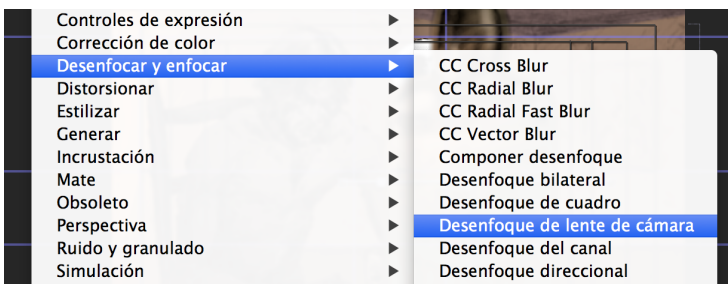 Controles de expresión
Corrección de color
Desenfocar y enfocar
Distorsionar
Estilizar
Generar
Incrustación
Mate
Obsoleto
Perspectiva
Ruido y granulado
Simulación
CC Cross Blur
CC Radial Blur
CC Radial Fast Blur
CC Vector Blur
Componer desenfoque
Desenfoque bilateral
Desenfoque de cuadro
Desenfoque de lente de cámara
Desenfoque del canal
Desenfoque direccional